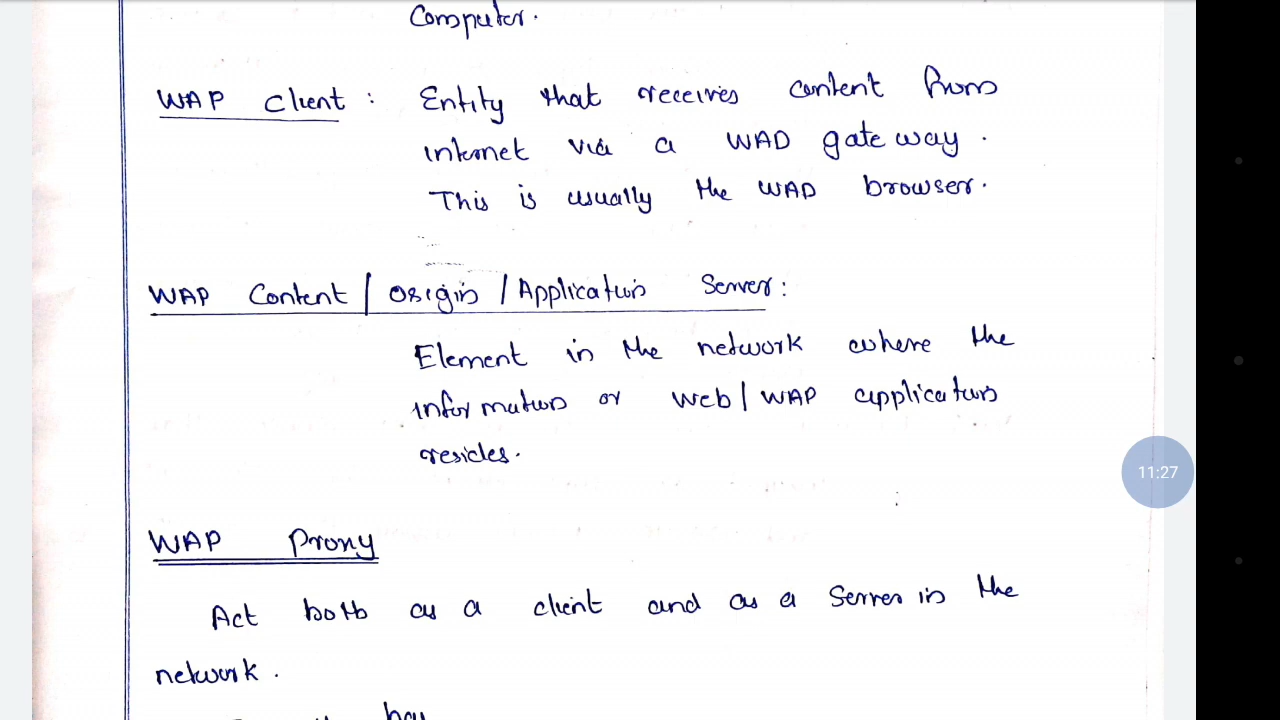 Computer.
WAP Client : Entity that receives content from
internet via a WAD gateway.
This is usually the WAD browser.
WAP Content / Origin / Application Server:
Element in the network where the
information or Web/WAP application
resides.
WAP Proxy
Act both as a client and as a Server in the
network.
11:27